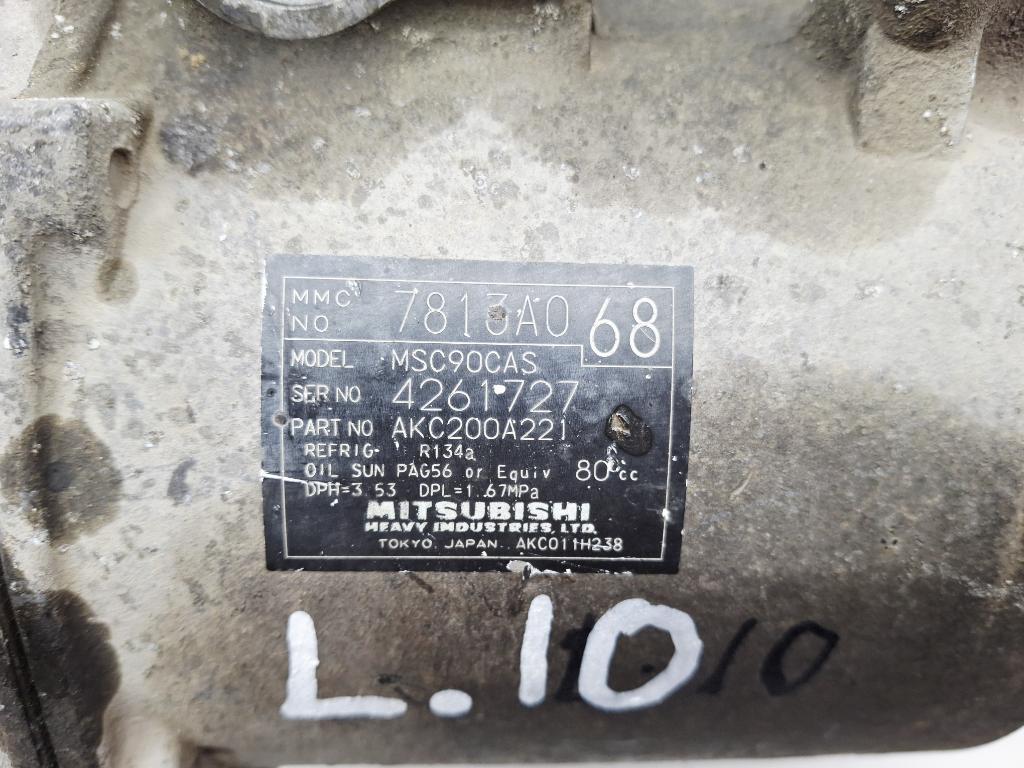 MMC NO 7813A0 68
MODEL MSC90CAS
SER NO 4261727
PART NO AKC200A221
REFRIG. R134a
OIL SUN PAG56 or Equiv 80cc
DPH=3.53 DPL=1.67MPa
MITSUBISHI
HEAVY INDUSTRIES, LTD.
TOKYO, JAPAN AKC011H238
L.10